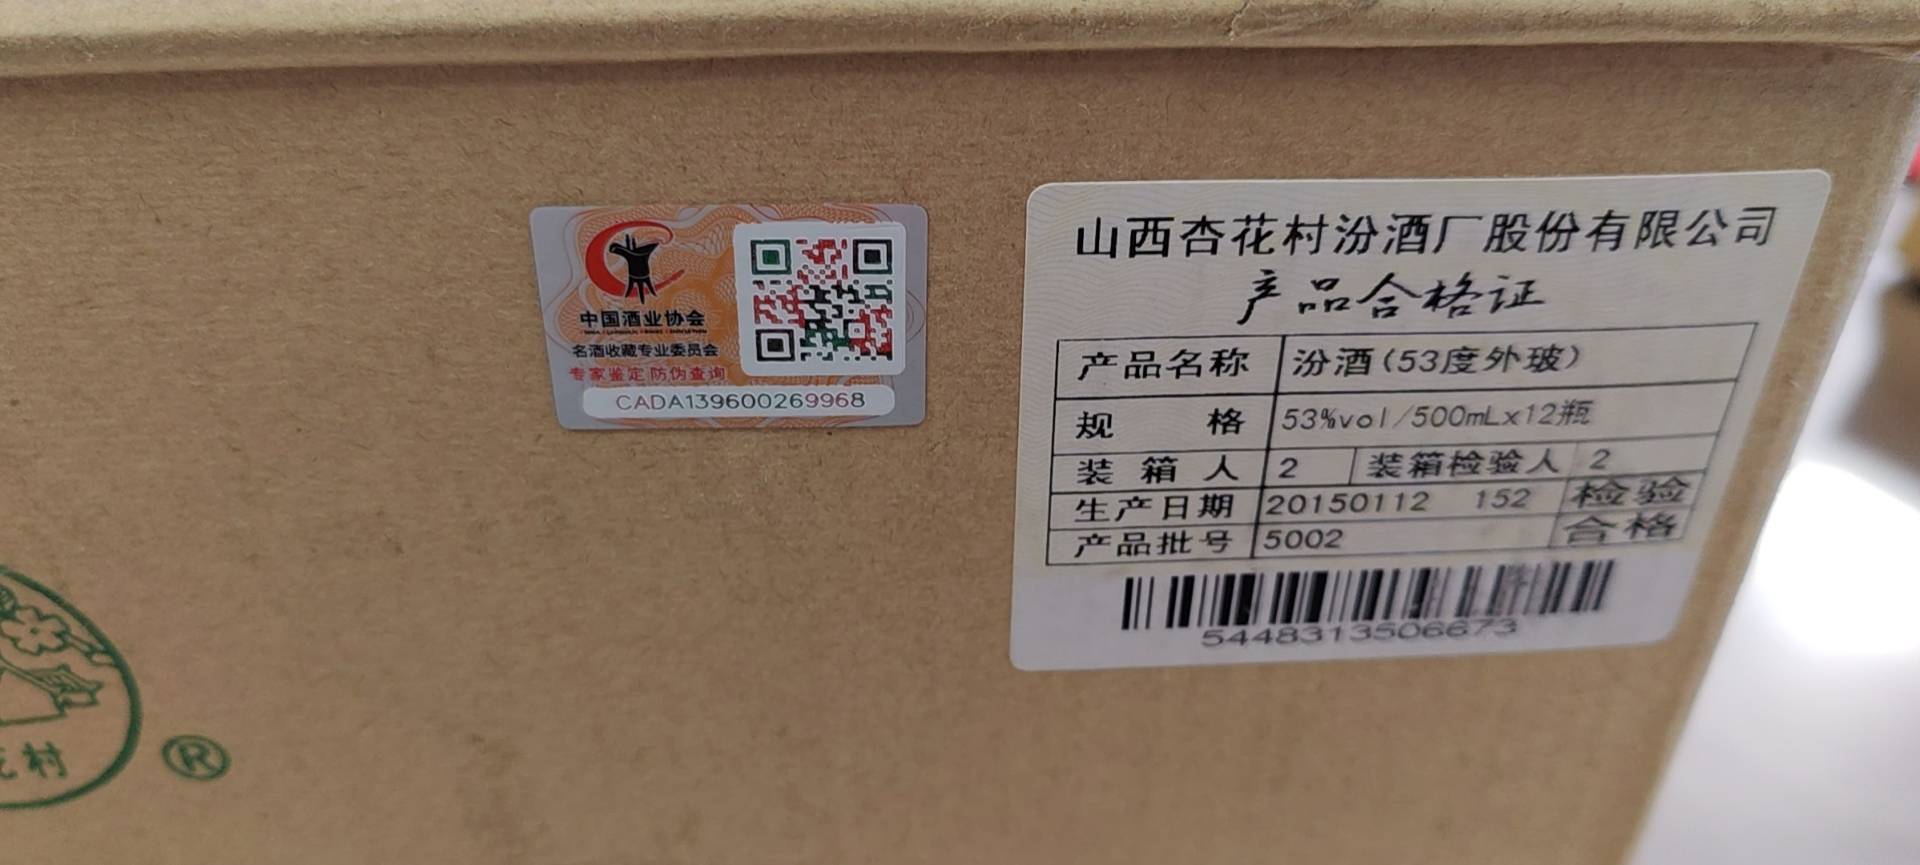 中国酒业协会
名酒收藏专业委员会
专家鉴定 防伪查询
CADA139600269968
山西杏花村汾酒厂股份有限公司
产品合格证
产品名称 汾酒(53度外玻)
规 格 53%vol/500mLx12瓶
装 箱 人 2 装箱检验人 2
生产日期 20150112 152 检验
产品批号 5002 合格
5448313506673
村
®